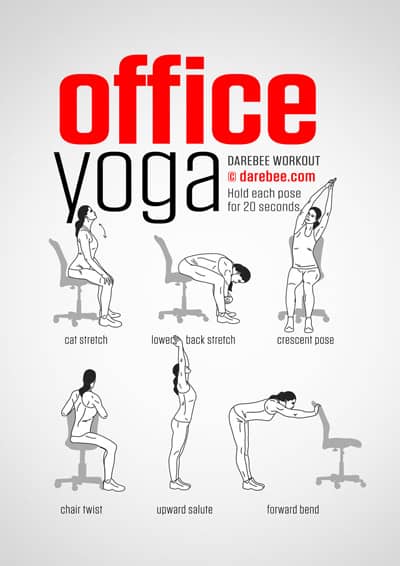 office
yoga
DAREBEE WORKOUT
© darebee.com
Hold each pose
for 20 seconds.
cat stretch
lower back stretch
crescent pose
chair twist
upward salute
forward bend